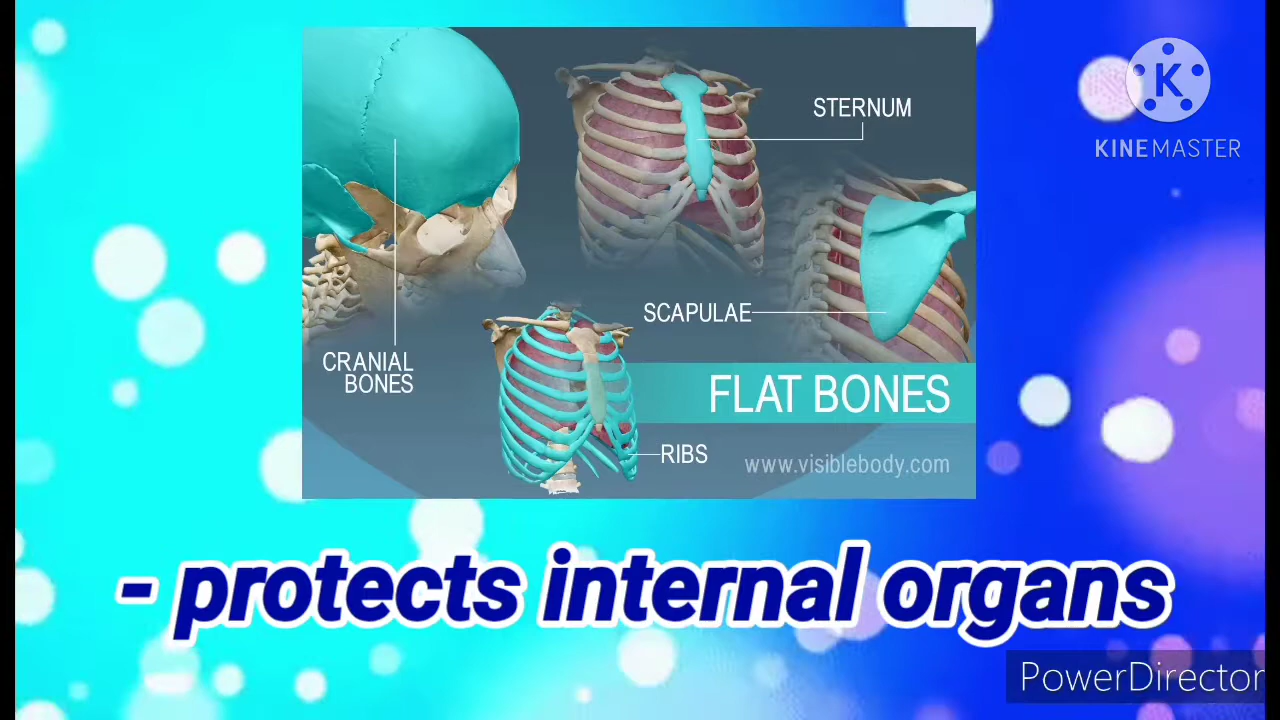 K
KINEMASTER
STERNUM
SCAPULAE
CRANIAL
BONES
FLAT BONES
RIBS
www.visiblebody.com
- protects internal organs
PowerDirector